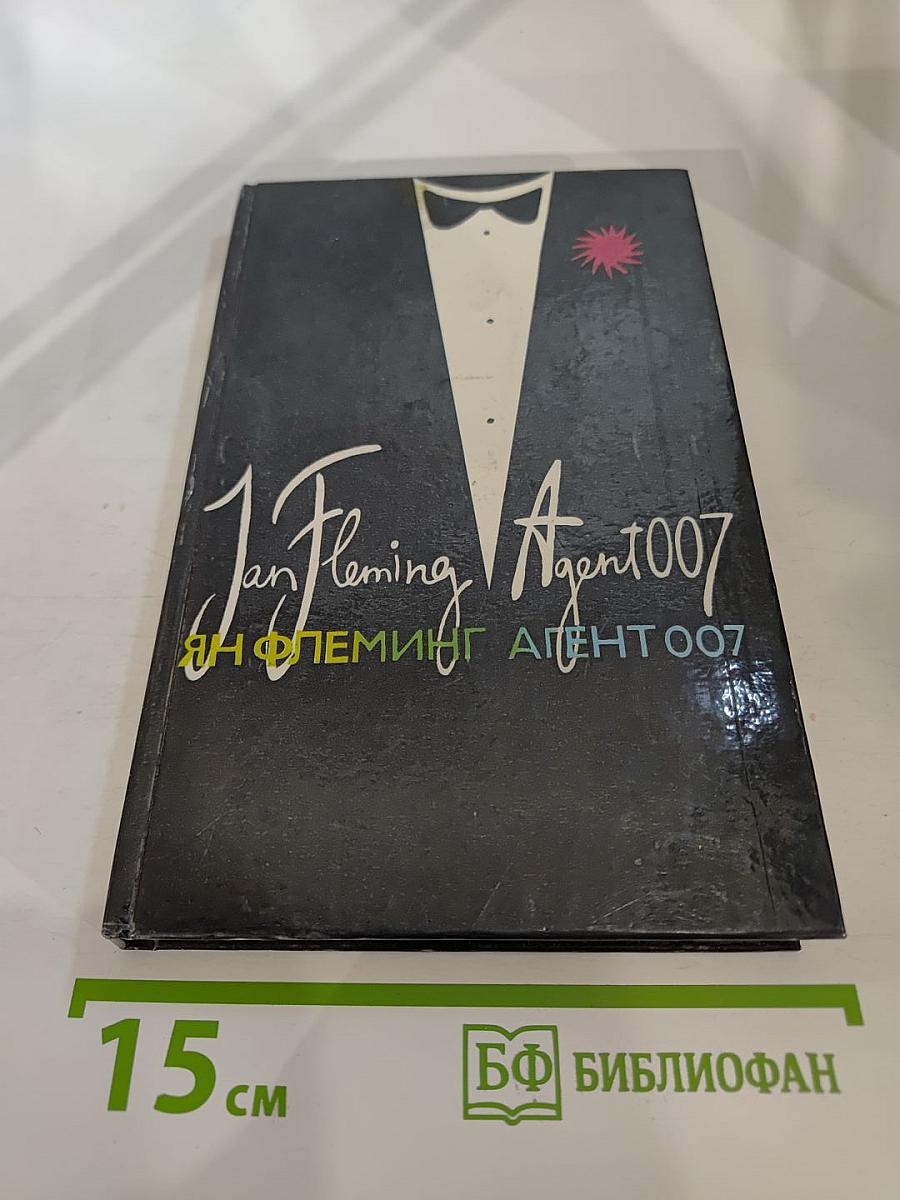 Jan Fleming Agent 007
ЯН ФЛЕМИНГ АГЕНТ 007
15 см
БФ БИБЛИОФАН